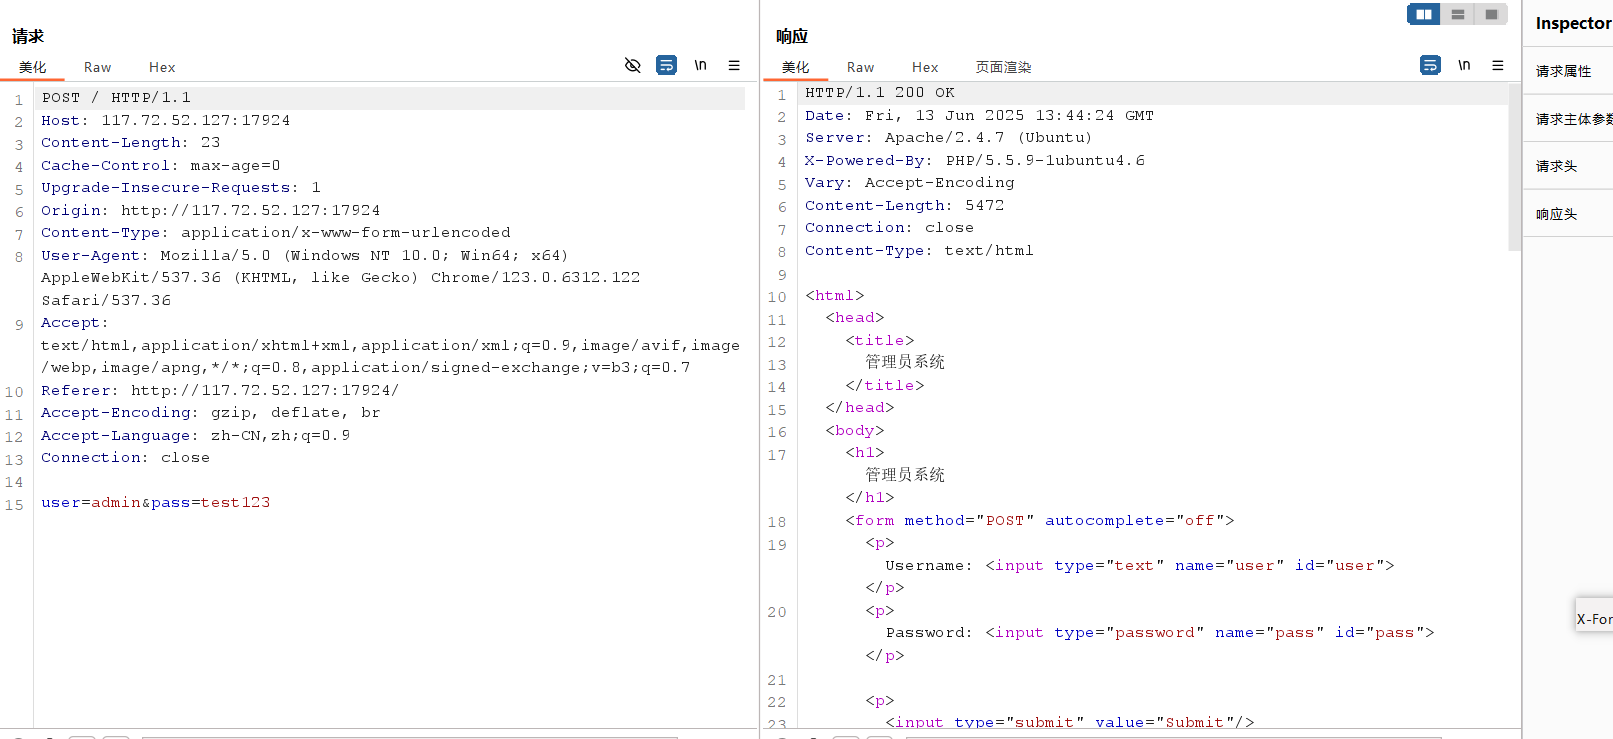 请求
美化 Raw Hex \n
1 POST / HTTP/1.1
2 Host: 117.72.52.127:17924
3 Content-Length: 23
4 Cache-Control: max-age=0
5 Upgrade-Insecure-Requests: 1
6 Origin: http://117.72.52.127:17924
7 Content-Type: application/x-www-form-urlencoded
8 User-Agent: Mozilla/5.0 (Windows NT 10.0; Win64; x64)
AppleWebKit/537.36 (KHTML, like Gecko) Chrome/123.0.6312.122
Safari/537.36
9 Accept:
text/html,application/xhtml+xml,application/xml;q=0.9,image/avif,image
/webp,image/apng,*/*;q=0.8,application/signed-exchange;v=b3;q=0.7
10 Referer: http://117.72.52.127:17924/
11 Accept-Encoding: gzip, deflate, br
12 Accept-Language: zh-CN,zh;q=0.9
13 Connection: close
14
15 user=admin&pass=test123
响应
美化 Raw Hex 页面渲染 \n
1 HTTP/1.1 200 OK
2 Date: Fri, 13 Jun 2025 13:44:24 GMT
3 Server: Apache/2.4.7 (Ubuntu)
4 X-Powered-By: PHP/5.5.9-1ubuntu4.6
5 Vary: Accept-Encoding
6 Content-Length: 5472
7 Connection: close
8 Content-Type: text/html
9
10 <html>
11 <head>
12 <title>
13 管理员系统
14 </title>
15 </head>
16 <body>
17 <h1>
管理员系统
</h1>
18 <form method="POST" autocomplete="off">
19 <p>
Username: <input type="text" name="user" id="user">
</p>
20 <p>
Password: <input type="password" name="pass" id="pass">
</p>
21
22 <p>
23 <input type="submit" value="Submit"/>
Inspector
请求属性
请求主体参数
请求头
响应头
X-For